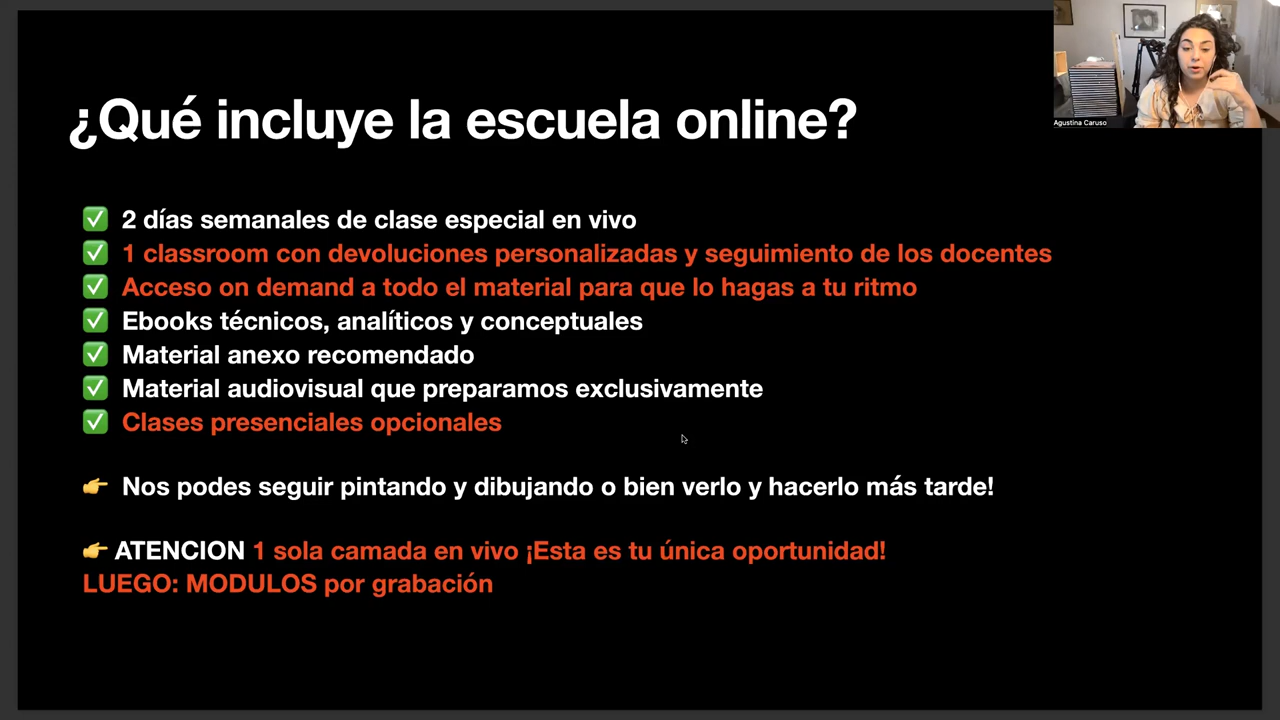 ¿Qué incluye la escuela online?
Agustina Caruso
✅ 2 días semanales de clase especial en vivo
✅ 1 classroom con devoluciones personalizadas y seguimiento de los docentes
✅ Acceso on demand a todo el material para que lo hagas a tu ritmo
✅ Ebooks técnicos, analíticos y conceptuales
✅ Material anexo recomendado
✅ Material audiovisual que preparamos exclusivamente
✅ Clases presenciales opcionales
👉 Nos podes seguir pintando y dibujando o bien verlo y hacerlo más tarde!
👉 ATENCION 1 sola camada en vivo ¡Esta es tu única oportunidad!
LUEGO: MODULOS por grabación